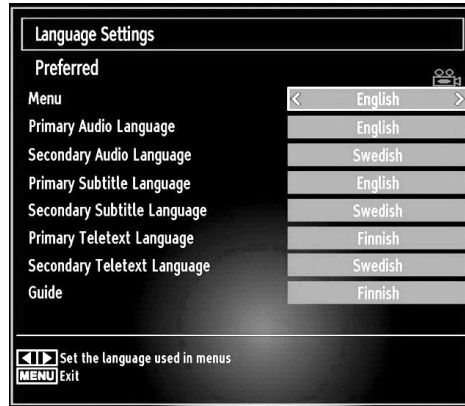 Language Settings
Preferred
Menu < English >
Primary Audio Language English
Secondary Audio Language Swedish
Primary Subtitle Language English
Secondary Subtitle Language Swedish
Primary Teletext Language Finnish
Secondary Teletext Language Swedish
Guide Finnish
Set the language used in menus
MENU Exit